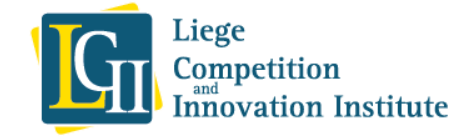 LCII
Liege
Competition
and
Innovation Institute